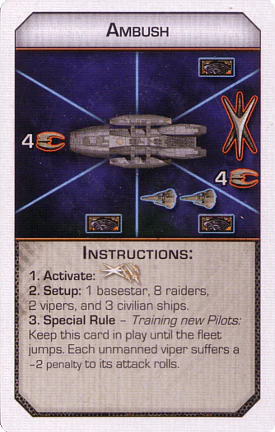 AMBUSH
4
4
INSTRUCTIONS:
1. Activate:
2. Setup: 1 basestar, 8 raiders,
2 vipers, and 3 civilian ships.
3. Special Rule – Training new Pilots:
Keep this card in play until the fleet
jumps. Each unmanned viper suffers a
-2 penalty to its attack rolls.